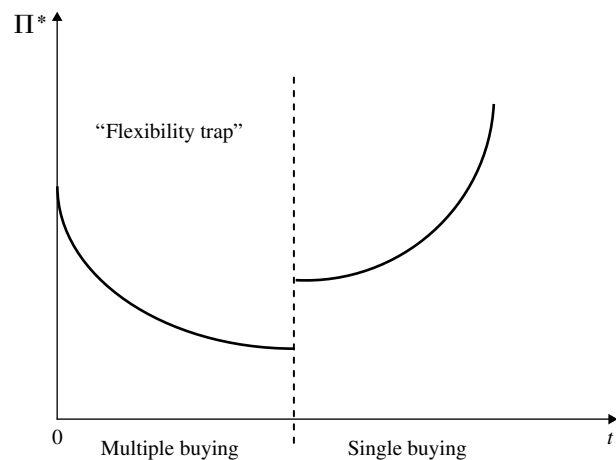 Π*
“Flexibility trap”
0
t
Multiple buying
Single buying